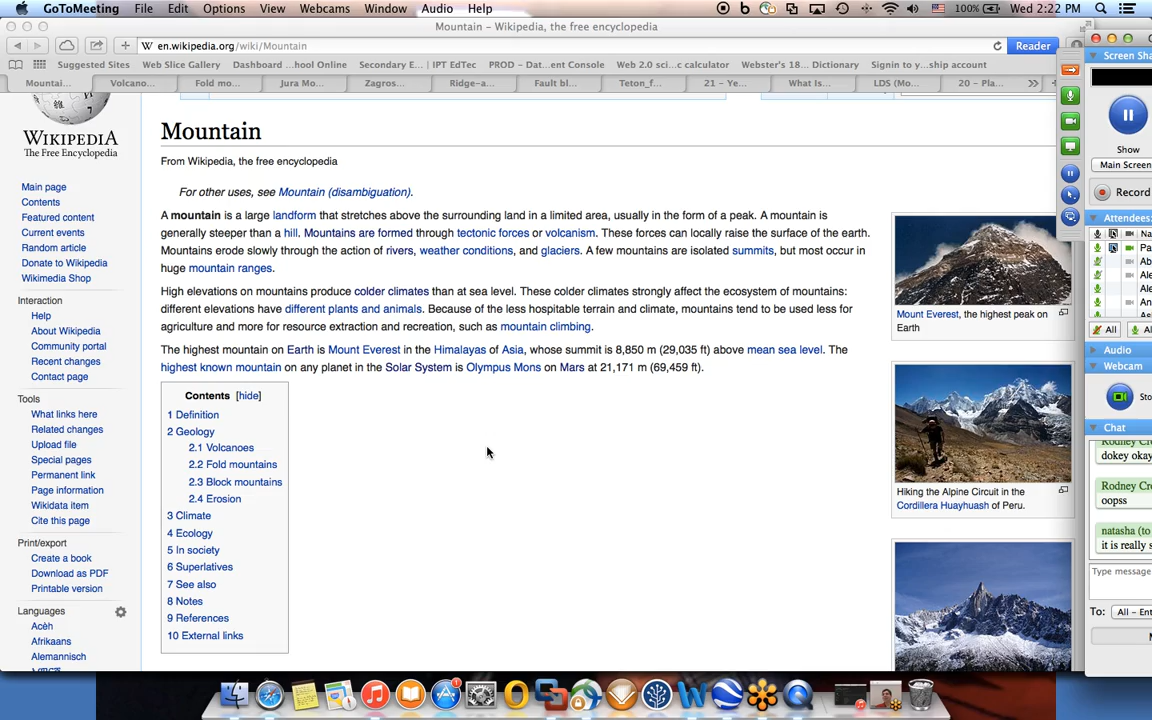 GoToMeeting File Edit Options View Webcams Window Audio Help 100% Wed 2:22 PM
Mountain – Wikipedia, the free encyclopedia
en.wikipedia.org/wiki/Mountain Reader
Suggested Sites Web Slice Gallery Dashboard ...hool Online Secondary E... | IPT EdTec PROD - Dat...ent Console Web 2.0 sci...c calculator Webster's 18... Dictionary Signin to y...ship account
Mountai... Volcano... Fold mo... Jura Mo... Zagros... Ridge-a... Fault bl... Teton_f... 21 – Ye... What Is... LDS (Mo... 20 – Pla...
WIKIPEDIA
The Free Encyclopedia
Main page
Contents
Featured content
Current events
Random article
Donate to Wikipedia
Wikimedia Shop
Interaction
Help
About Wikipedia
Community portal
Recent changes
Contact page
Tools
What links here
Related changes
Upload file
Special pages
Permanent link
Page information
Wikidata item
Cite this page
Print/export
Create a book
Download as PDF
Printable version
Languages
Acèh
Afrikaans
Alemannisch
Mountain
From Wikipedia, the free encyclopedia
For other uses, see Mountain (disambiguation).
A mountain is a large landform that stretches above the surrounding land in a limited area, usually in the form of a peak. A mountain is
generally steeper than a hill. Mountains are formed through tectonic forces or volcanism. These forces can locally raise the surface of the earth.
Mountains erode slowly through the action of rivers, weather conditions, and glaciers. A few mountains are isolated summits, but most occur in
huge mountain ranges.
High elevations on mountains produce colder climates than at sea level. These colder climates strongly affect the ecosystem of mountains:
different elevations have different plants and animals. Because of the less hospitable terrain and climate, mountains tend to be used less for
agriculture and more for resource extraction and recreation, such as mountain climbing.
The highest mountain on Earth is Mount Everest in the Himalayas of Asia, whose summit is 8,850 m (29,035 ft) above mean sea level. The
highest known mountain on any planet in the Solar System is Olympus Mons on Mars at 21,171 m (69,459 ft).
Contents [hide]
1 Definition
2 Geology
2.1 Volcanoes
2.2 Fold mountains
2.3 Block mountains
2.4 Erosion
3 Climate
4 Ecology
5 In society
6 Superlatives
7 See also
8 Notes
9 References
10 External links
Mount Everest, the highest peak on
Earth
Hiking the Alpine Circuit in the
Cordillera Huayhuash of Peru.
Screen Sha
Show
Main Screen
Record
Attendees:
Na
Pa
Ab
Ale
Ale
An
All Al
Audio
Webcam
Sto
Chat
Rodney Cr
dokey okay
Rodney Cr
oopss
natasha (to
it is really s
Type message
To: All - Ent